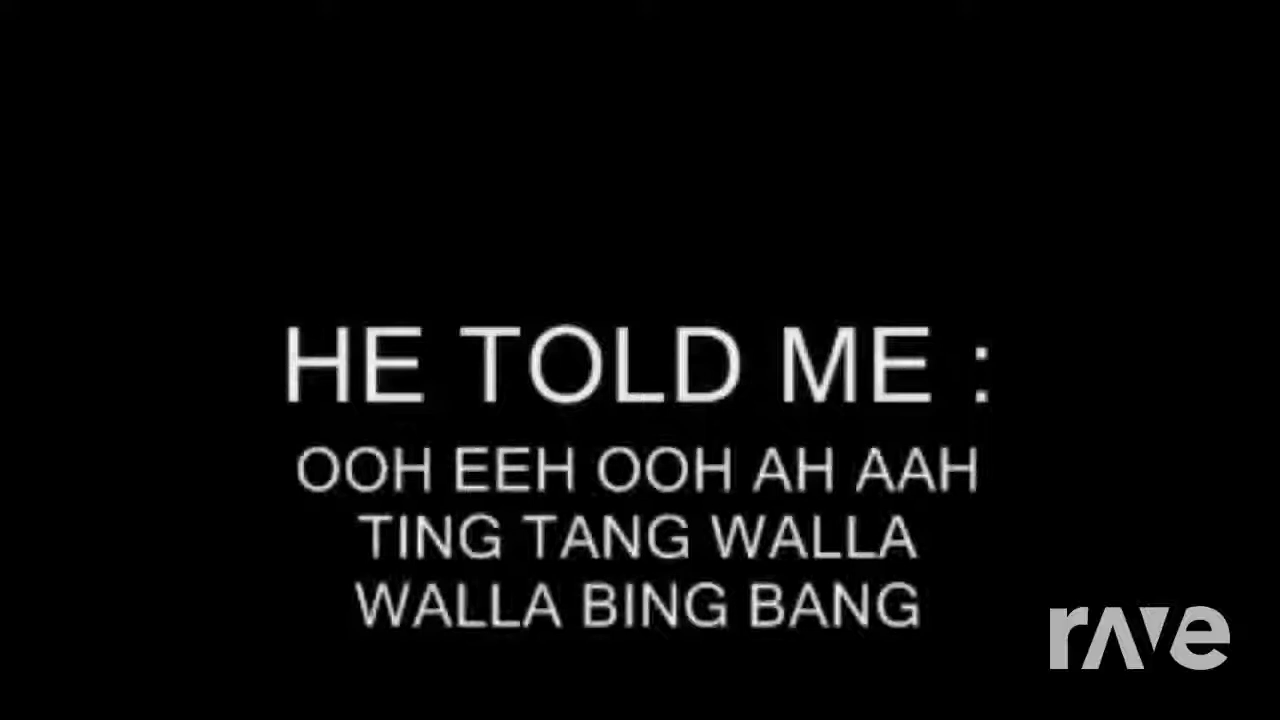 HE TOLD ME :
OOH EEH OOH AH AAH
TING TANG WALLA
WALLA BING BANG
rave